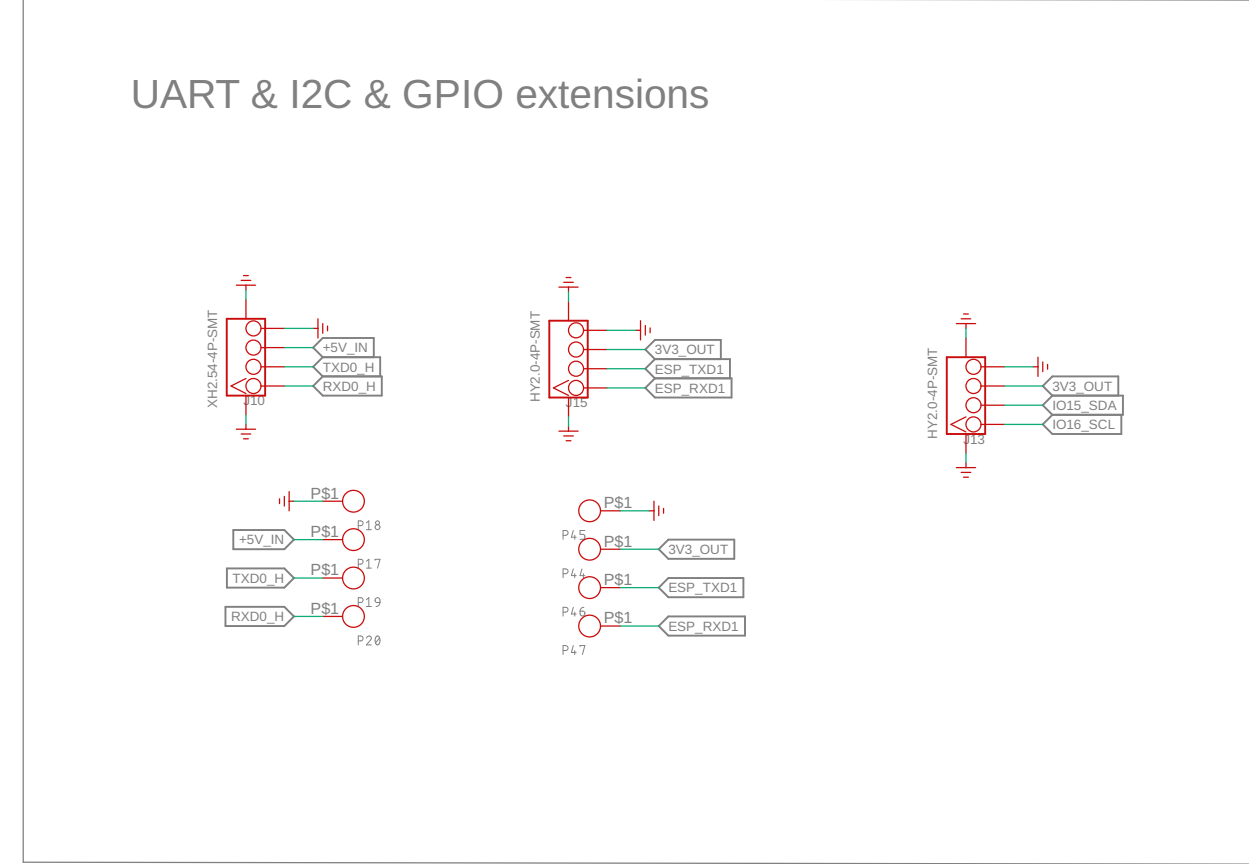 UART & I2C & GPIO extensions
XH2.54-4P-SMT
+5V_IN
TXD0_H
RXD0_H
J10
HY2.0-4P-SMT
3V3_OUT
ESP_TXD1
ESP_RXD1
J15
HY2.0-4P-SMT
3V3_OUT
IO15_SDA
IO16_SCL
J13
P$1
P18
+5V_IN
P$1
P17
TXD0_H
P$1
P19
RXD0_H
P$1
P20
P$1
P45
P$1
3V3_OUT
P44
P$1
ESP_TXD1
P46
P$1
ESP_RXD1
P47